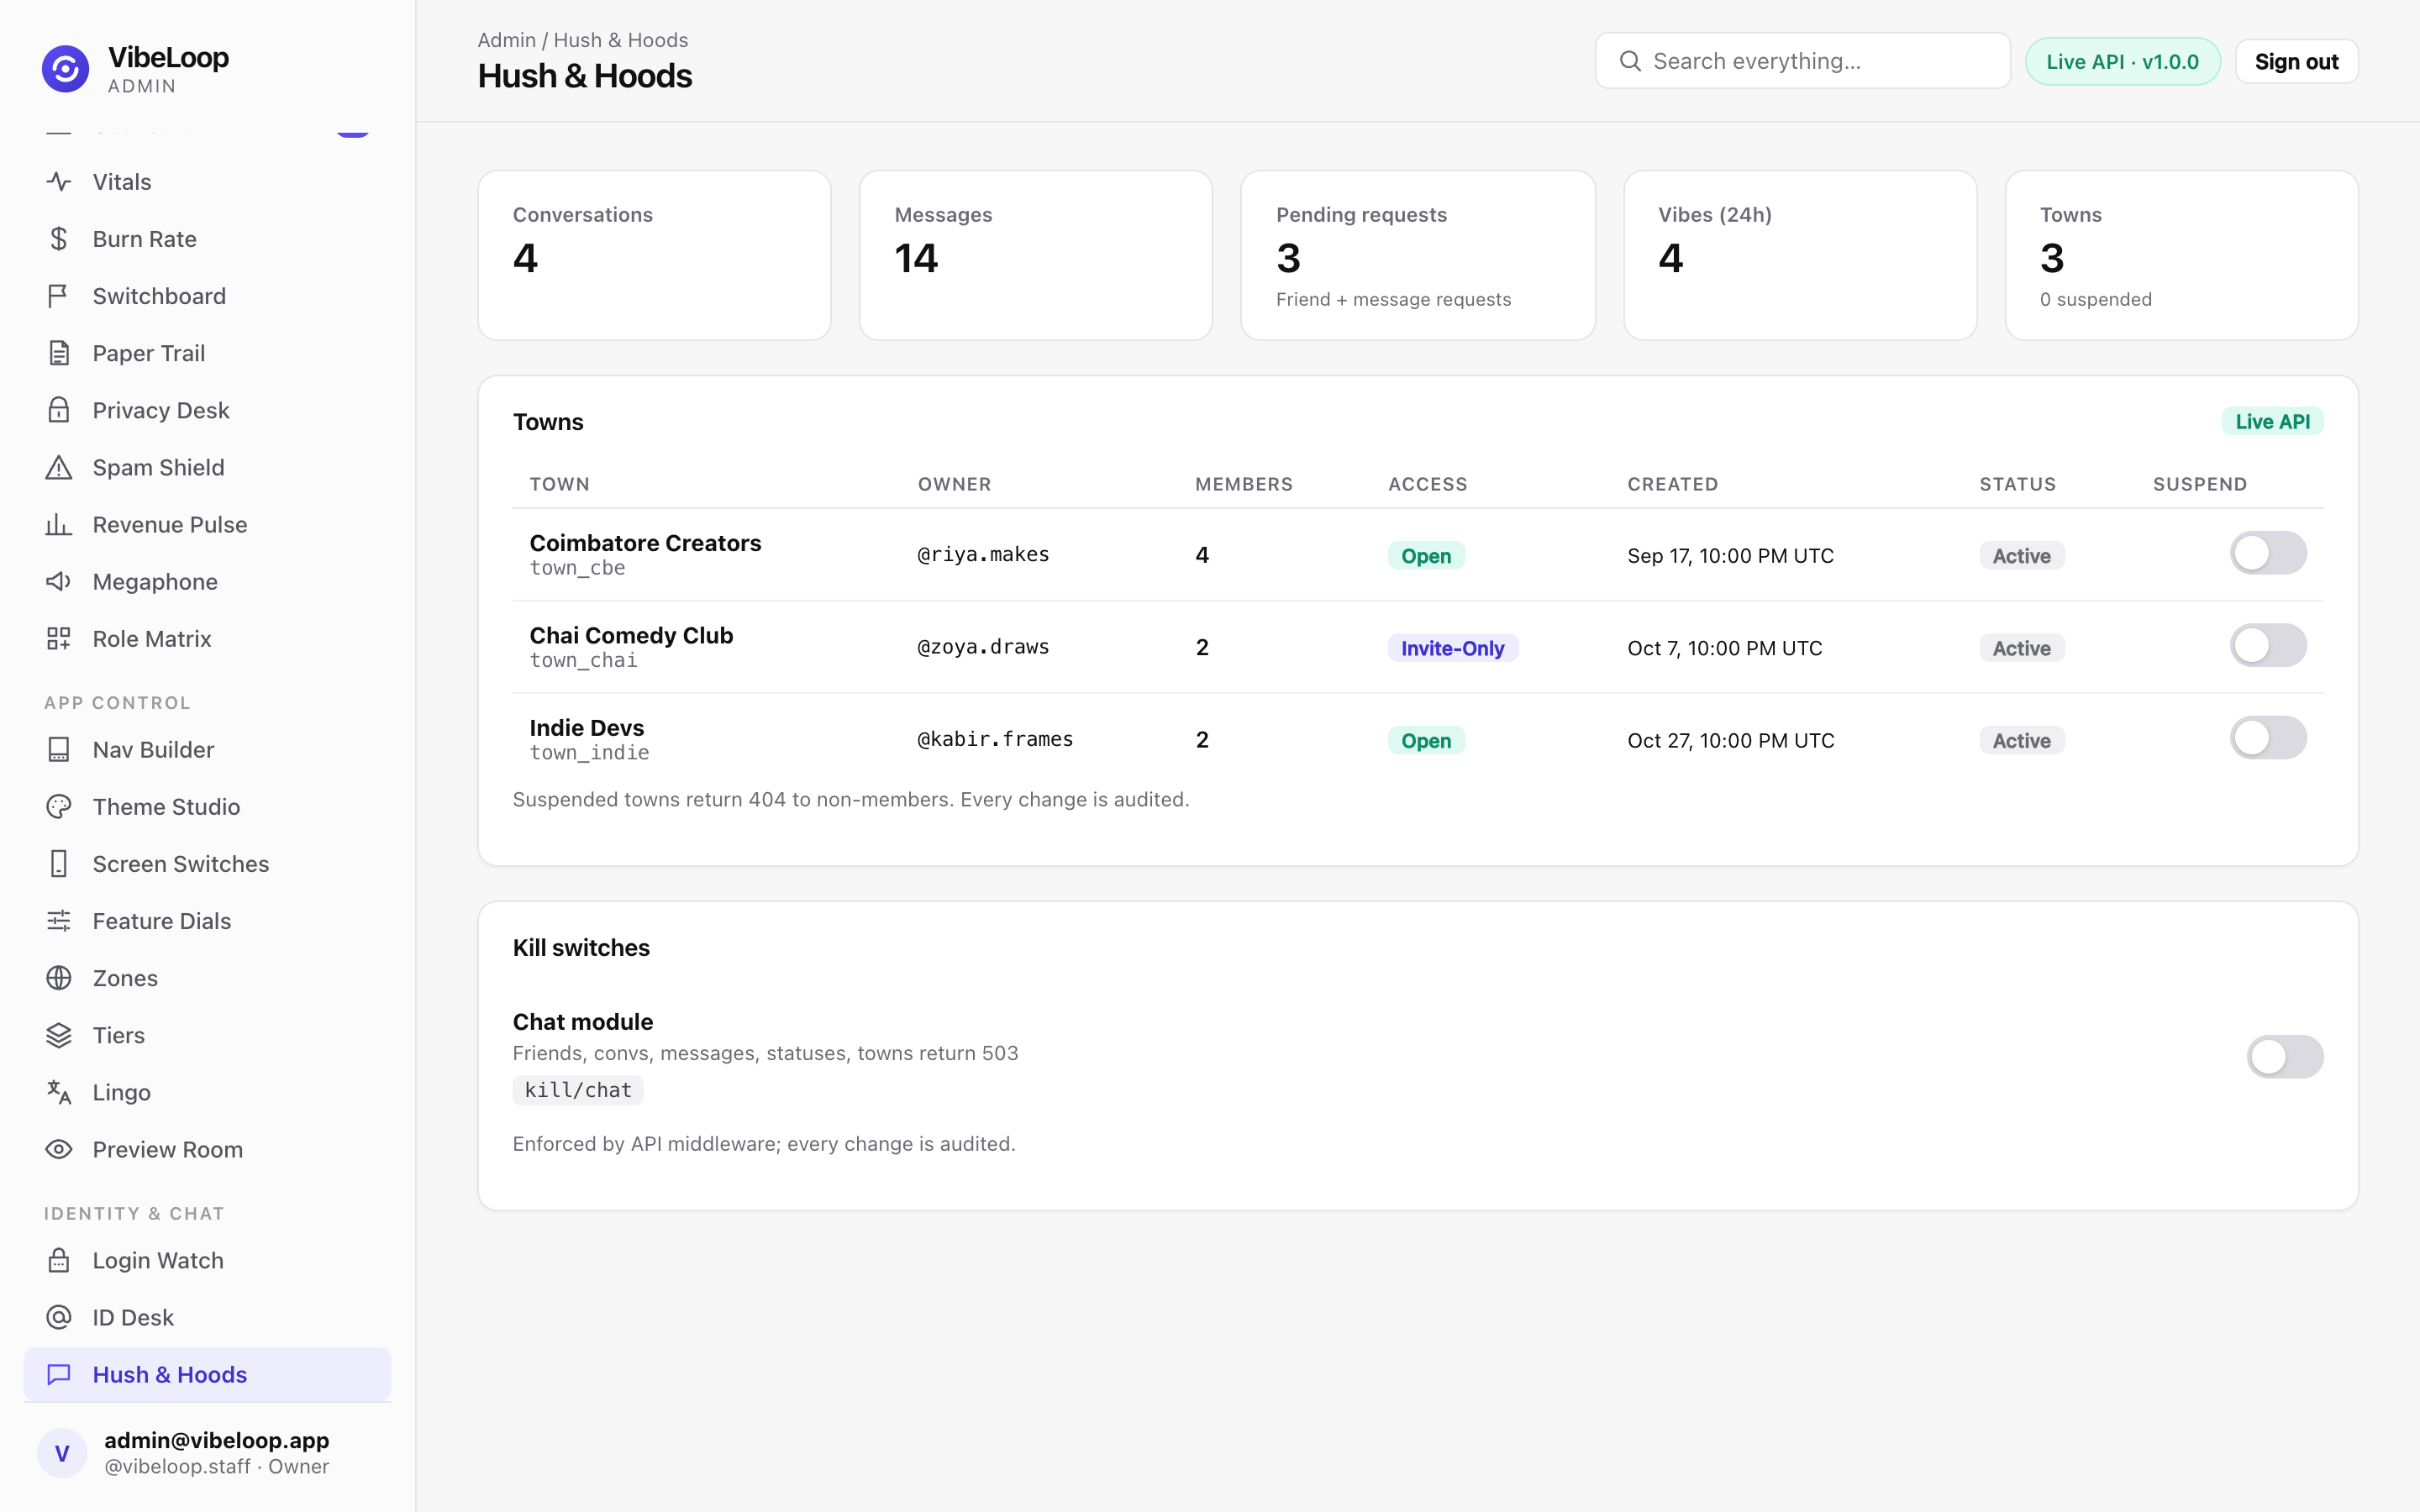 VibeLoop
ADMIN
Vitals
Burn Rate
Switchboard
Paper Trail
Privacy Desk
Spam Shield
Revenue Pulse
Megaphone
Role Matrix
APP CONTROL
Nav Builder
Theme Studio
Screen Switches
Feature Dials
Zones
Tiers
Lingo
Preview Room
IDENTITY & CHAT
Login Watch
ID Desk
Hush & Hoods
V
admin@vibeloop.app
@vibeloop.staff · Owner
Admin / Hush & Hoods
Hush & Hoods
Search everything...
Live API · v1.0.0
Sign out
Conversations
4
Messages
14
Pending requests
3
Friend + message requests
Vibes (24h)
4
Towns
3
0 suspended
Towns
Live API
TOWN OWNER MEMBERS ACCESS CREATED STATUS SUSPEND
Coimbatore Creators
town_cbe
@riya.makes 4 Open Sep 17, 10:00 PM UTC Active
Chai Comedy Club
town_chai
@zoya.draws 2 Invite-Only Oct 7, 10:00 PM UTC Active
Indie Devs
town_indie
@kabir.frames 2 Open Oct 27, 10:00 PM UTC Active
Suspended towns return 404 to non-members. Every change is audited.
Kill switches
Chat module
Friends, convs, messages, statuses, towns return 503
kill/chat
Enforced by API middleware; every change is audited.